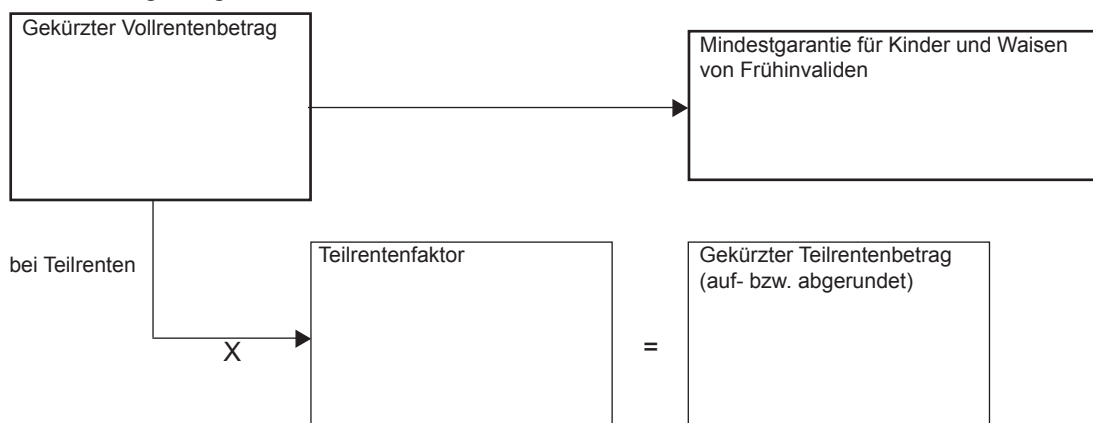 Gekürzter Vollrentenbetrag
Mindestgarantie für Kinder und Waisen
von Frühinvaliden
bei Teilrenten
X
Teilrentenfaktor
=
Gekürzter Teilrentenbetrag
(auf- bzw. abgerundet)